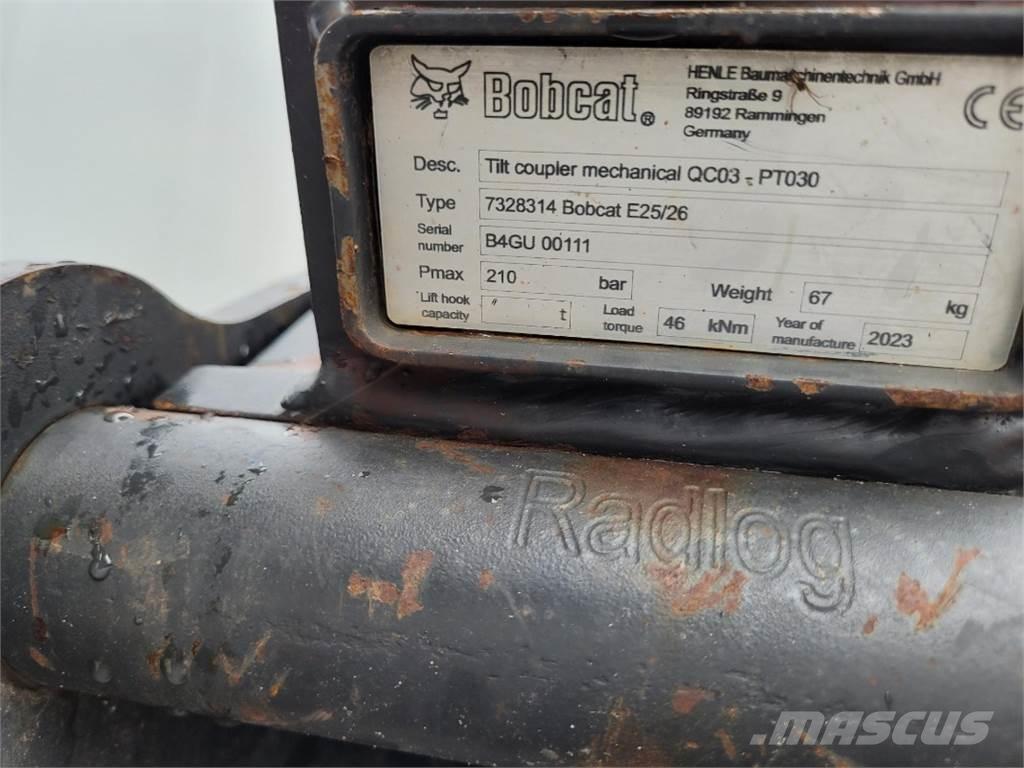 Bobcat®
HENLE Baumaschinentechnik GmbH
Ringstraße 9
89192 Rammingen
Germany
CE
Desc. Tilt coupler mechanical QC03 - PT030
Type 7328314 Bobcat E25/26
Serial number B4GU 00111
Pmax 210 bar Weight 67 kg
Lift hook capacity " t Load torque 46 kNm Year of manufacture 2023
Radlog
MASCUS